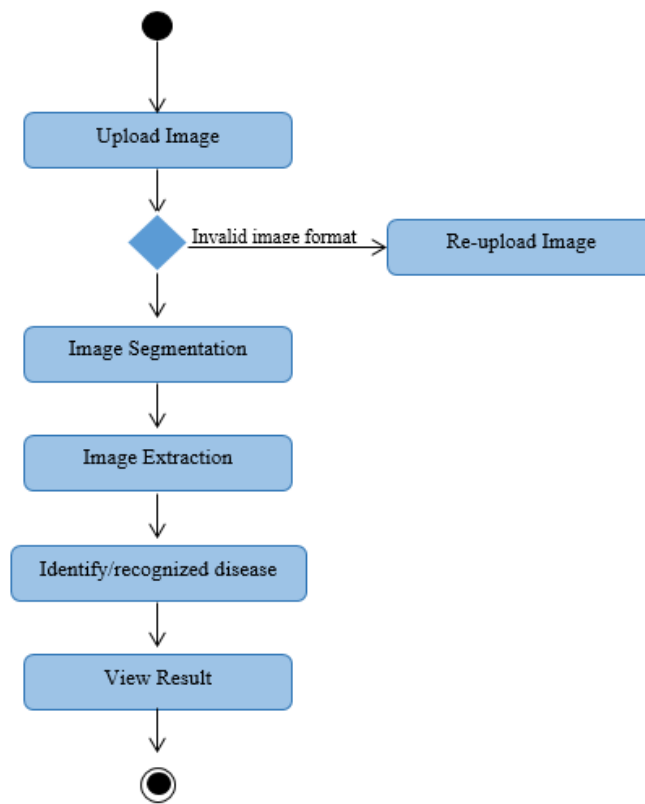 Upload Image
Invalid image format
Re-upload Image
Image Segmentation
Image Extraction
Identify/recognized disease
View Result